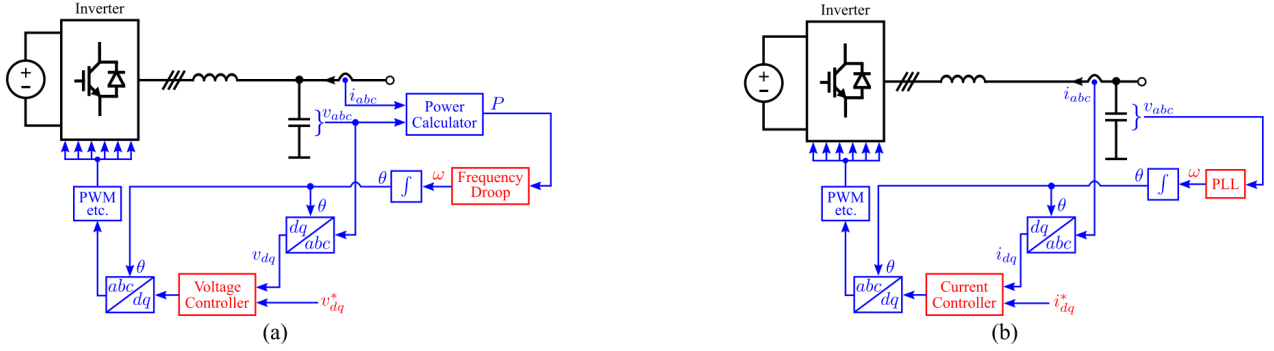 Inverter
+
−
i_abc
} v_abc
Power
Calculator
P
θ
∫
ω
Frequency
Droop
PWM
etc.
θ
dq
abc
v_dq
θ
abc
dq
Voltage
Controller
v*_dq
(a)
Inverter
+
−
i_abc
} v_abc
θ
∫
ω
PLL
PWM
etc.
θ
dq
abc
i_dq
θ
abc
dq
Current
Controller
i*_dq
(b)